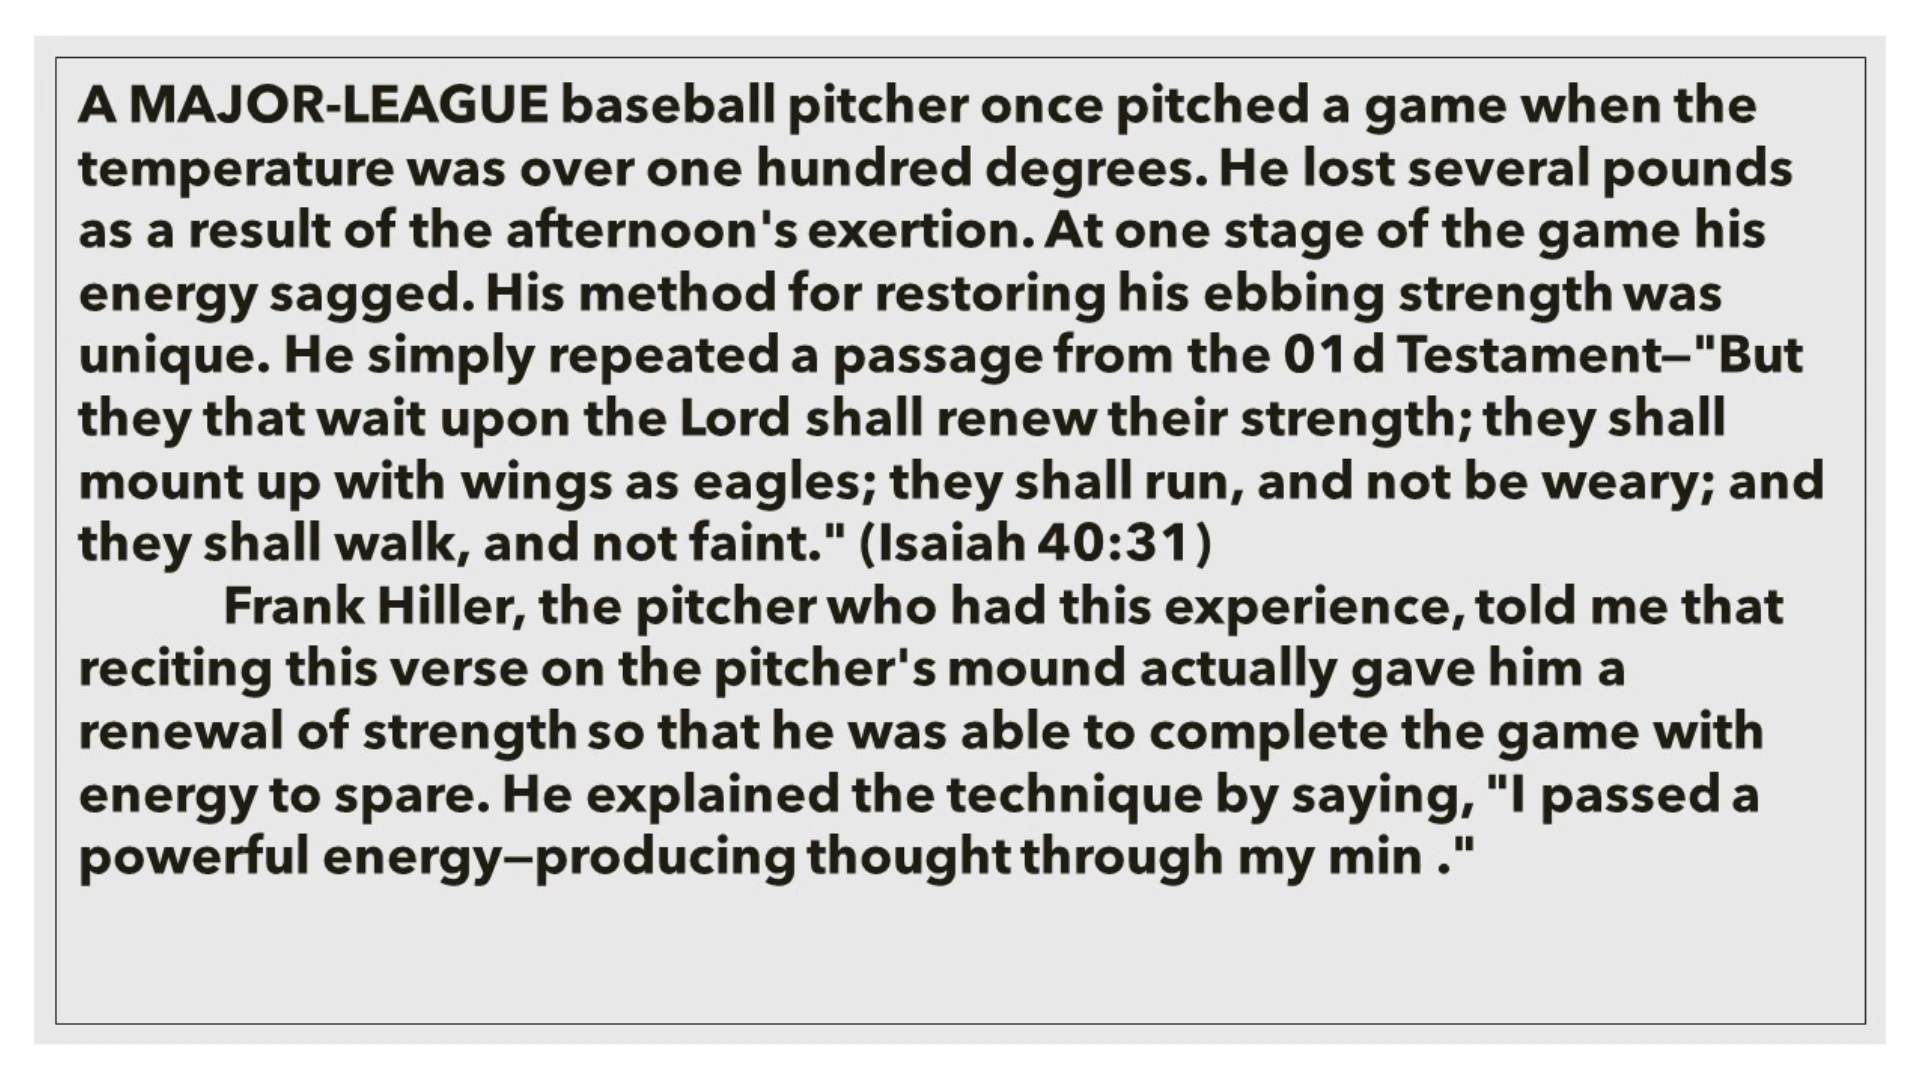 A MAJOR-LEAGUE baseball pitcher once pitched a game when the
temperature was over one hundred degrees. He lost several pounds
as a result of the afternoon's exertion. At one stage of the game his
energy sagged. His method for restoring his ebbing strength was
unique. He simply repeated a passage from the 01d Testament—"But
they that wait upon the Lord shall renew their strength; they shall
mount up with wings as eagles; they shall run, and not be weary; and
they shall walk, and not faint." (Isaiah 40:31)
Frank Hiller, the pitcher who had this experience, told me that
reciting this verse on the pitcher's mound actually gave him a
renewal of strength so that he was able to complete the game with
energy to spare. He explained the technique by saying, "I passed a
powerful energy—producing thought through my min ."